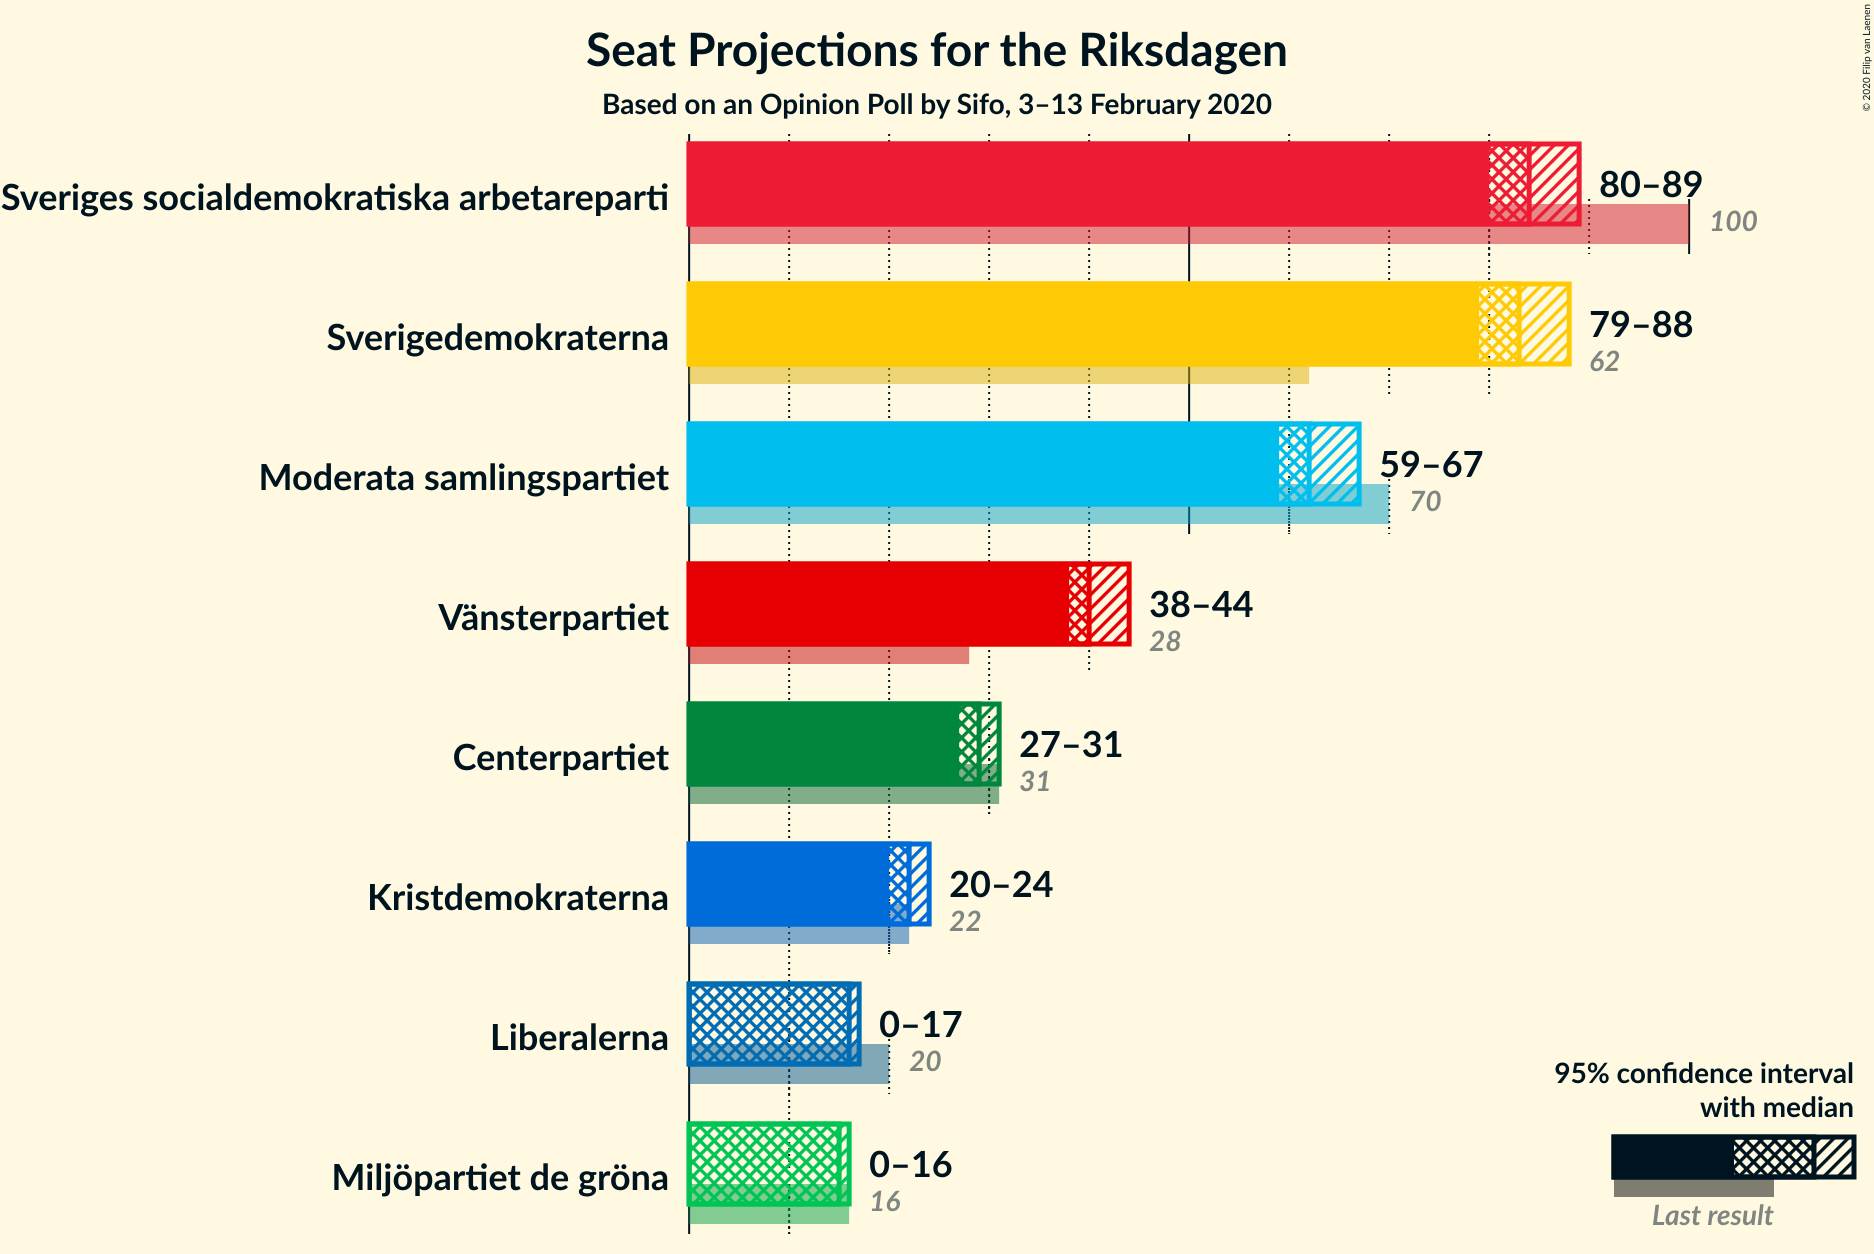 Seat Projections for the Riksdagen
Based on an Opinion Poll by Sifo, 3–13 February 2020
© 2020 Filip van Laenen
Sveriges socialdemokratiska arbetareparti
80–89
100
Sverigedemokraterna
79–88
62
Moderata samlingspartiet
59–67
70
Vänsterpartiet
38–44
28
Centerpartiet
27–31
31
Kristdemokraterna
20–24
22
Liberalerna
0–17
20
Miljöpartiet de gröna
0–16
16
95% confidence interval
with median
Last result